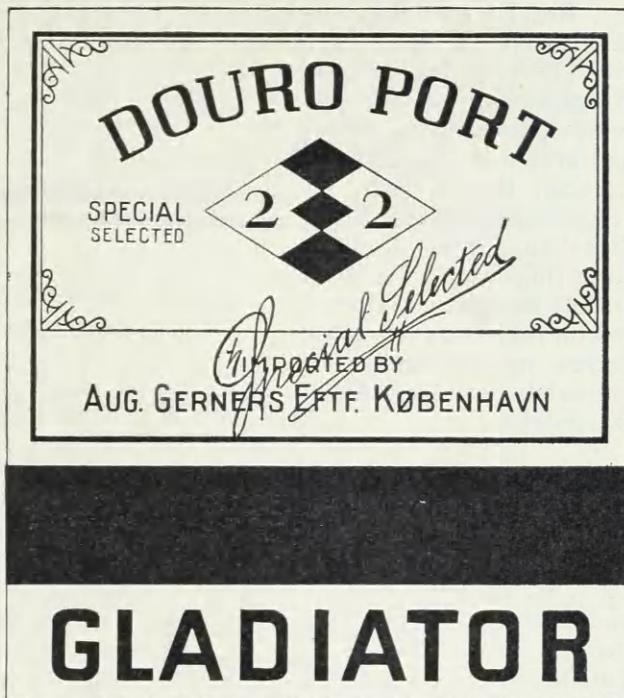 DOURO PORT
SPECIAL
SELECTED
2 2
Special Selected
IMPORTED BY
AUG. GERNERS EFTF. KØBENHAVN
GLADIATOR